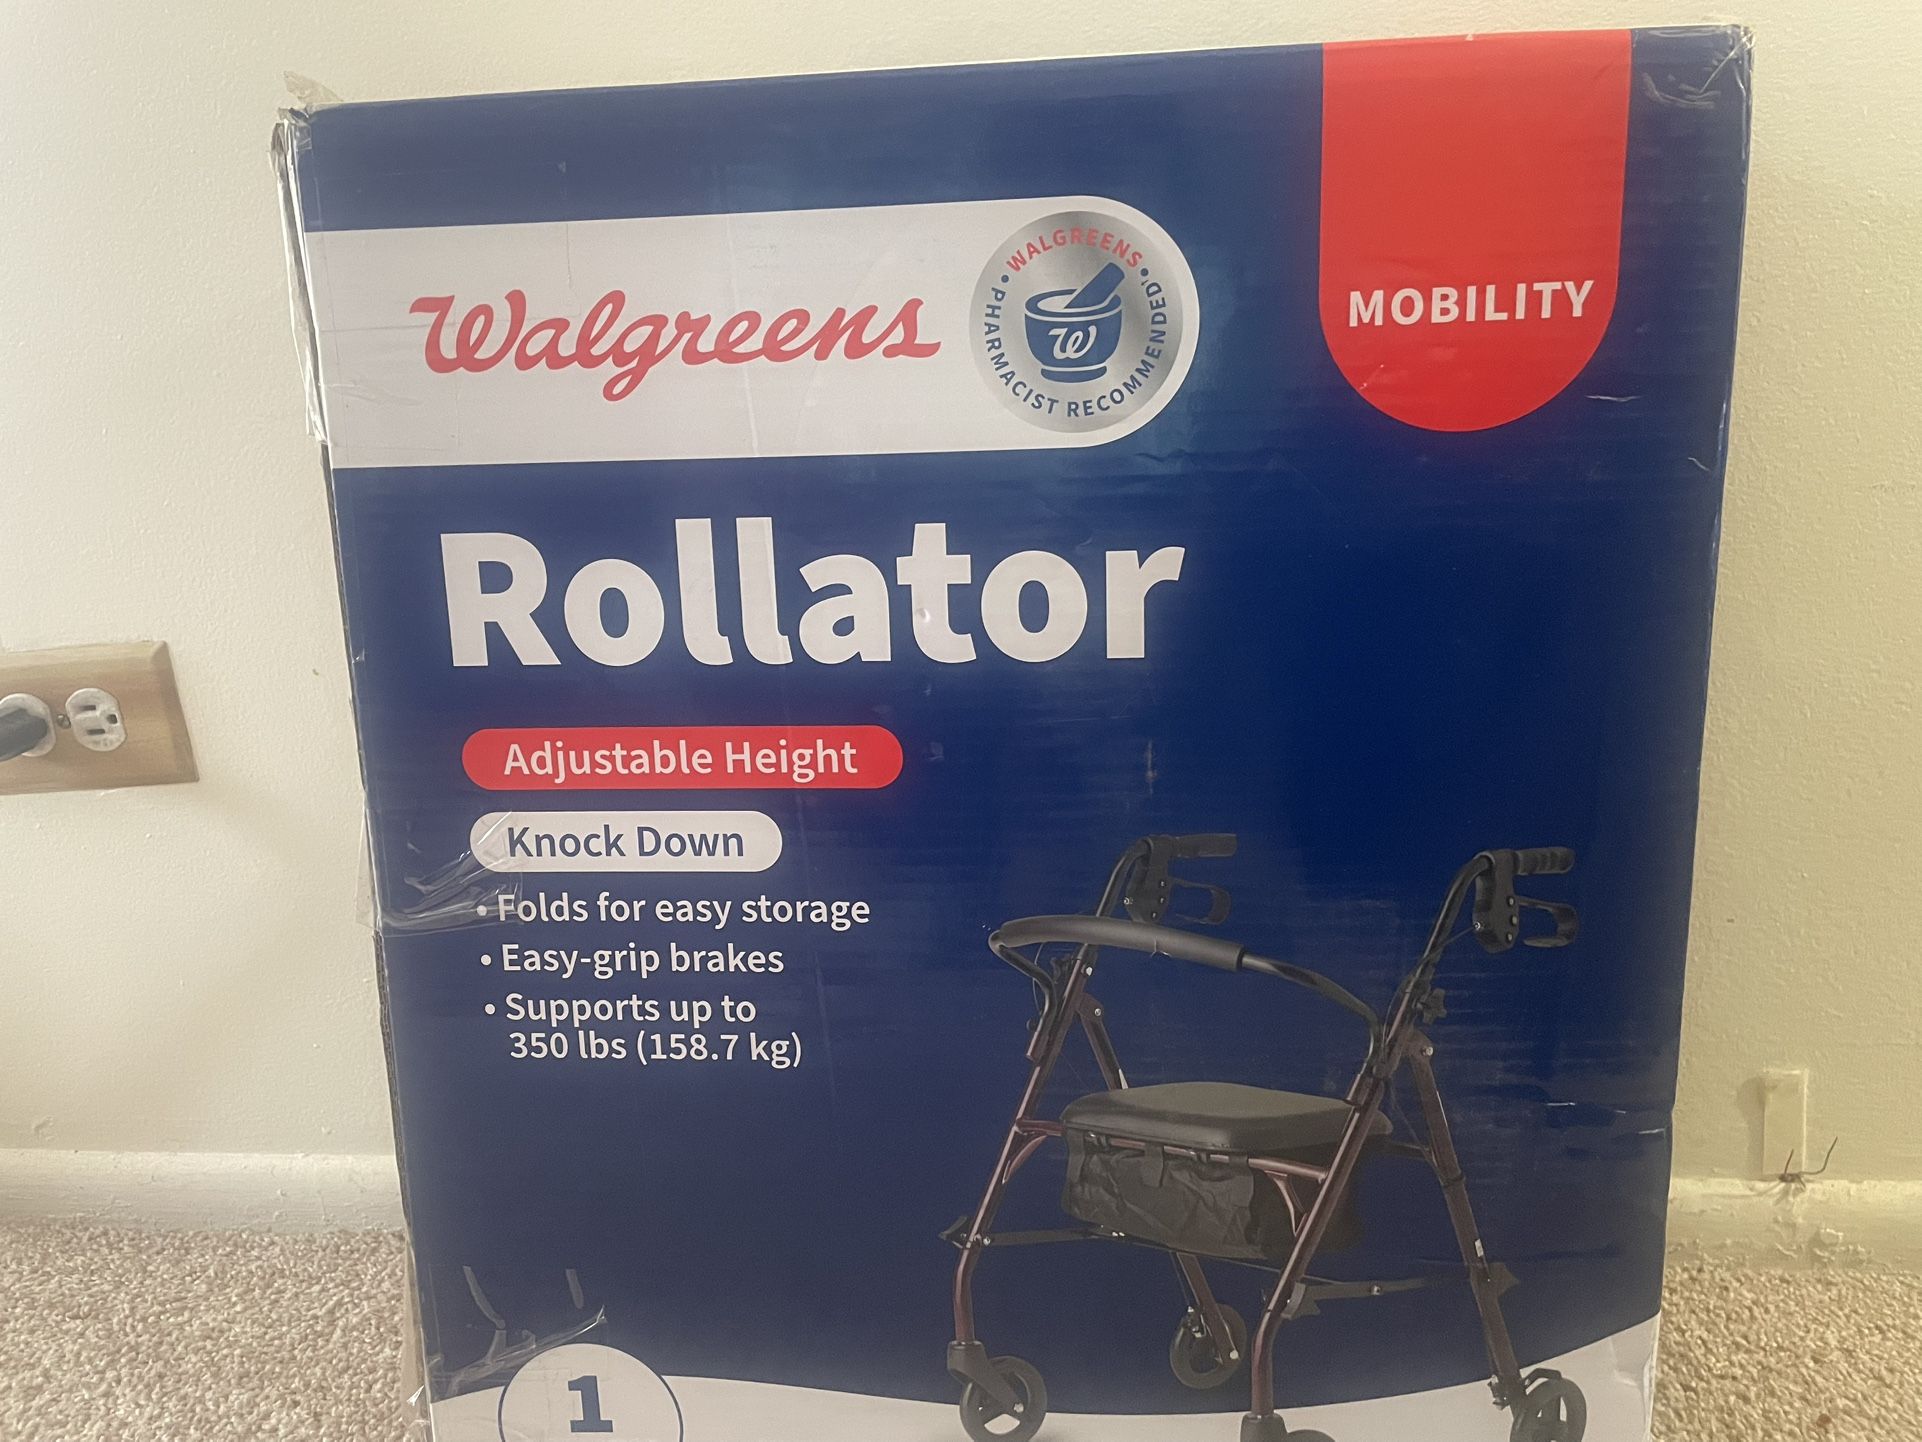 Walgreens
WALGREENS
PHARMACIST RECOMMENDED†
W
MOBILITY
Rollator
Adjustable Height
Knock Down
• Folds for easy storage
• Easy-grip brakes
• Supports up to
350 lbs (158.7 kg)
1